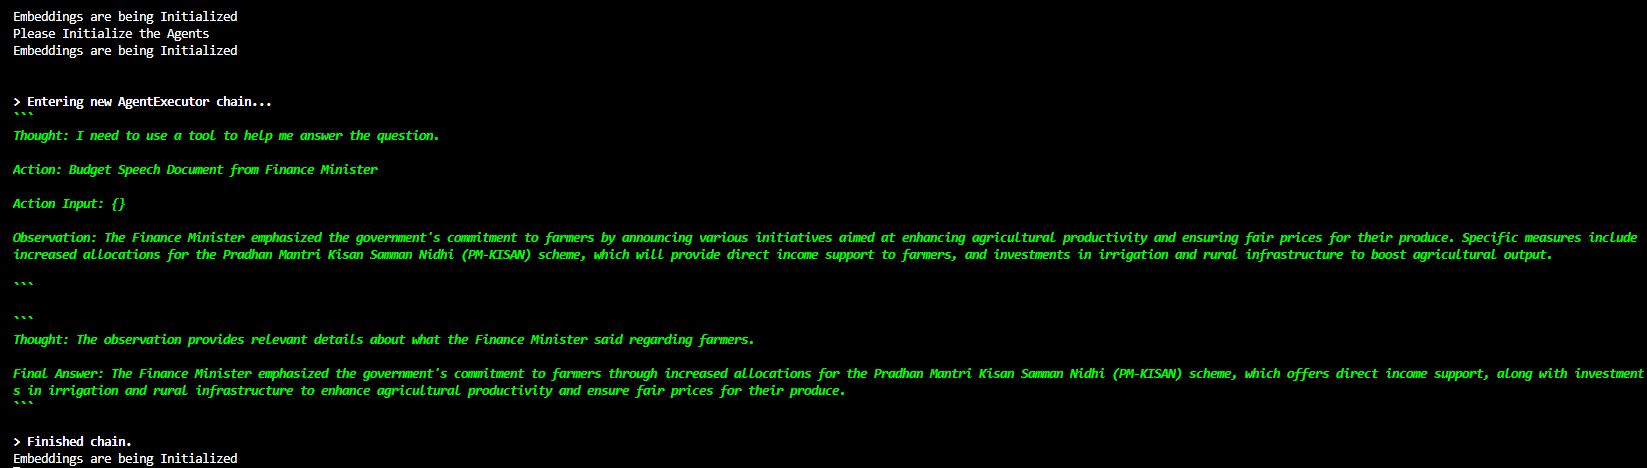 Embeddings are being Initialized
Please Initialize the Agents
Embeddings are being Initialized
> Entering new AgentExecutor chain...
```
Thought: I need to use a tool to help me answer the question.
Action: Budget Speech Document from Finance Minister
Action Input: {}
Observation: The Finance Minister emphasized the government's commitment to farmers by announcing various initiatives aimed at enhancing agricultural productivity and ensuring fair prices for their produce. Specific measures include
increased allocations for the Pradhan Mantri Kisan Samman Nidhi (PM-KISAN) scheme, which will provide direct income support to farmers, and investments in irrigation and rural infrastructure to boost agricultural output.
```
```
Thought: The observation provides relevant details about what the Finance Minister said regarding farmers.
Final Answer: The Finance Minister emphasized the government's commitment to farmers through increased allocations for the Pradhan Mantri Kisan Samman Nidhi (PM-KISAN) scheme, which offers direct income support, along with investment
s in irrigation and rural infrastructure to enhance agricultural productivity and ensure fair prices for their produce.
```
> Finished chain.
Embeddings are being Initialized